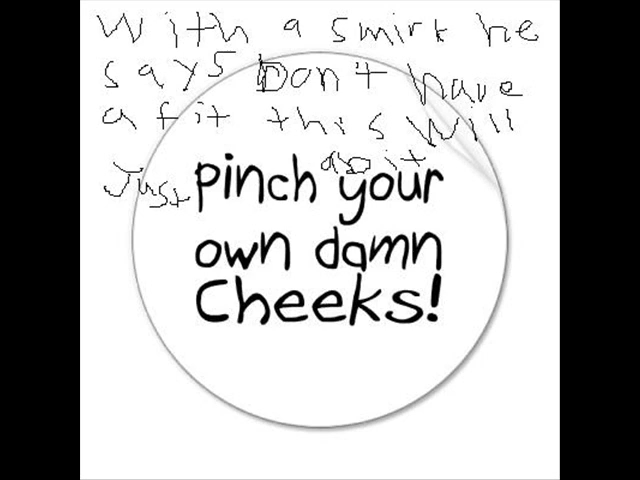 With a smirk he
says Don't have
a fit this will
Just
do it
pinch your
own damn
Cheeks!